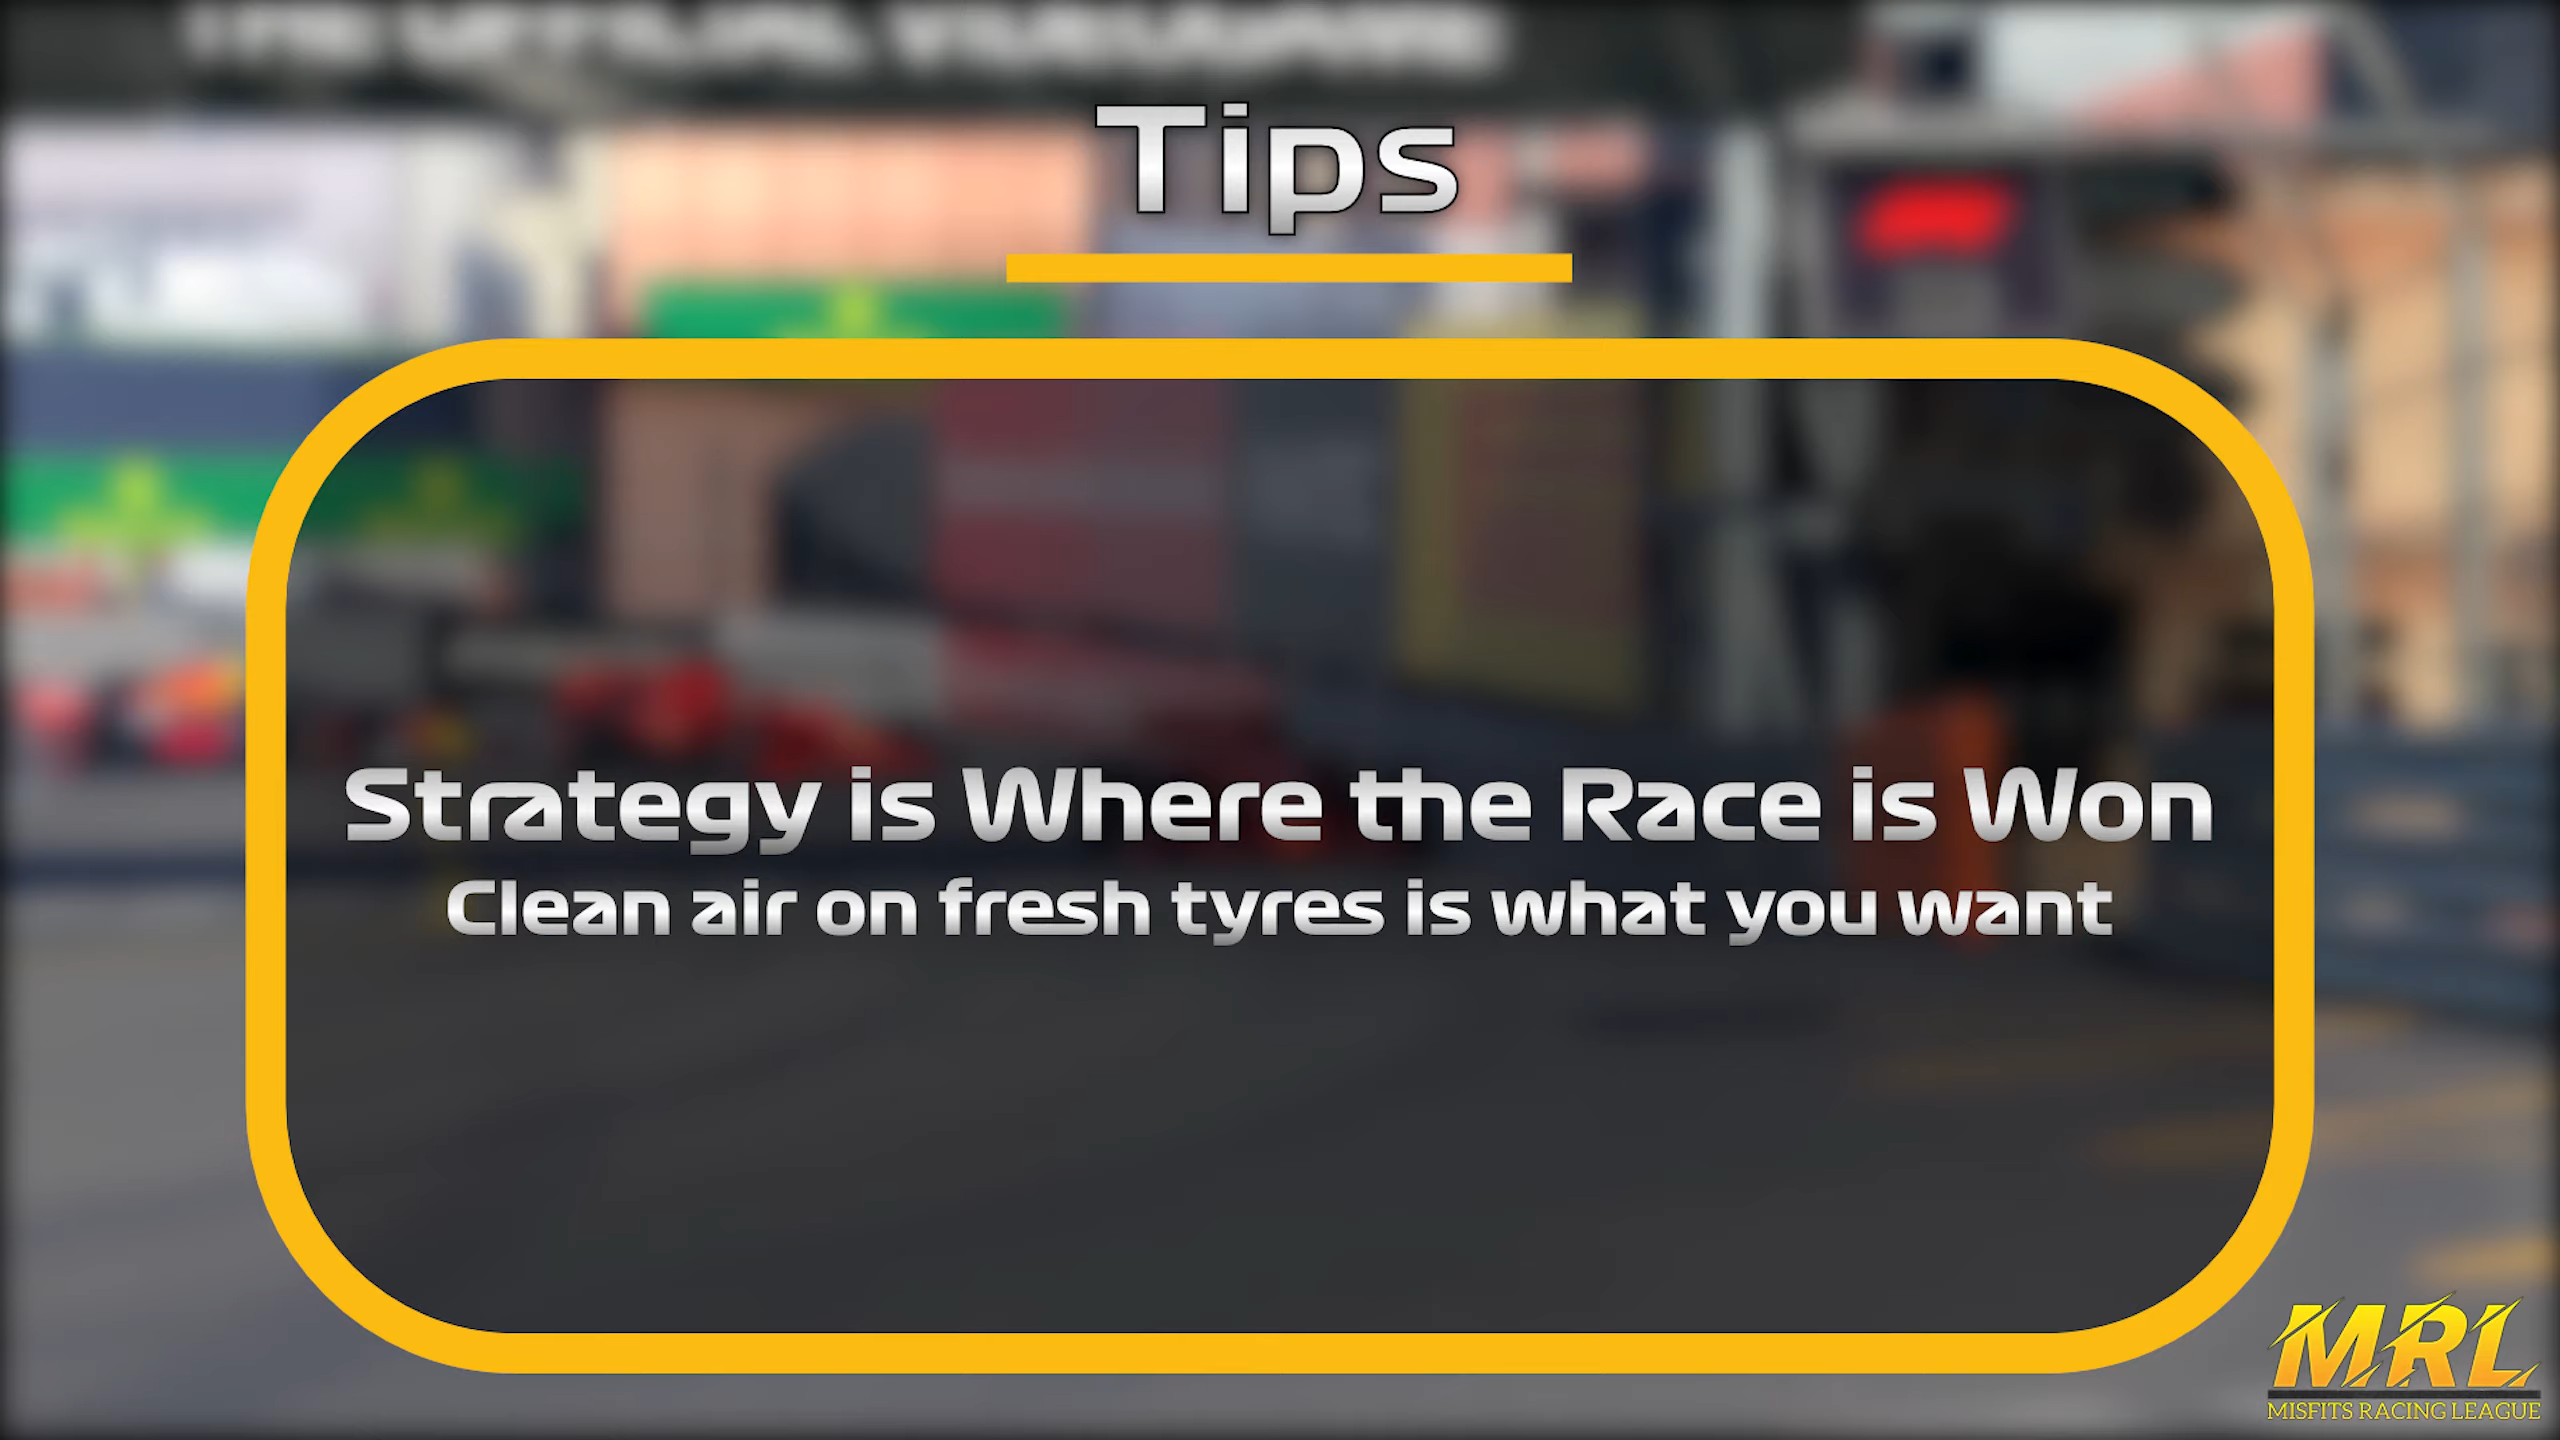 Tips
Strategy is Where the Race is Won
Clean air on fresh tyres is what you want
MRL
MISFITS RACING LEAGUE